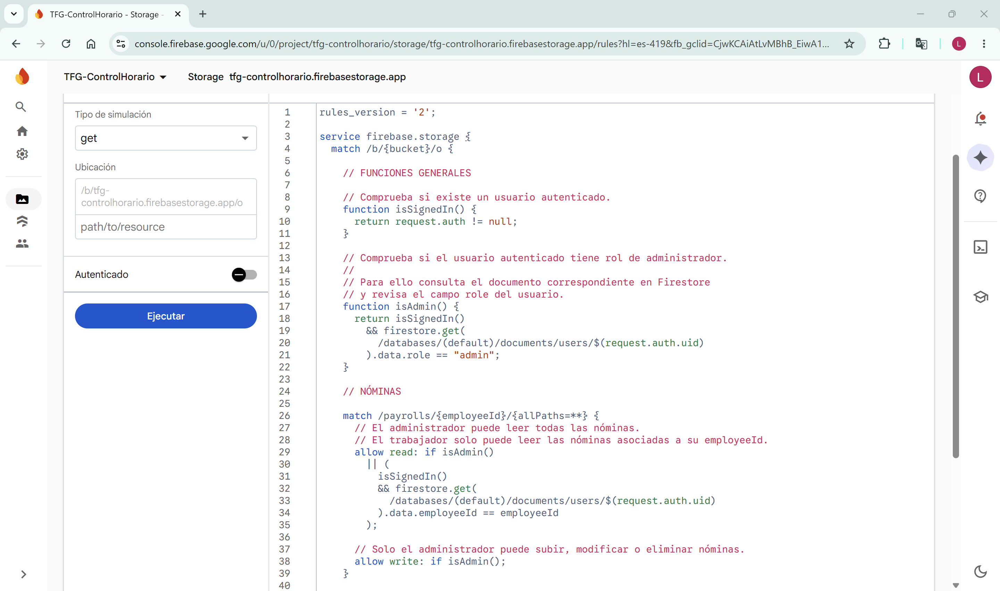 TFG-ControlHorario - Storage -
console.firebase.google.com/u/0/project/tfg-controlhorario/storage/tfg-controlhorario.firebasestorage.app/rules?hl=es-419&fb_gclid=CjwKCAiAtLvMBhB_EiwA1...
L
TFG-ControlHorario
Storage tfg-controlhorario.firebasestorage.app
L
Tipo de simulación
get
Ubicación
/b/tfg-
controlhorario.firebasestorage.app/o
path/to/resource
Autenticado
Ejecutar
1 rules_version = '2';
2
3 service firebase.storage {
4 match /b/{bucket}/o {
5
6 // FUNCIONES GENERALES
7
8 // Comprueba si existe un usuario autenticado.
9 function isSignedIn() {
10 return request.auth != null;
11 }
12
13 // Comprueba si el usuario autenticado tiene rol de administrador.
14 //
15 // Para ello consulta el documento correspondiente en Firestore
16 // y revisa el campo role del usuario.
17 function isAdmin() {
18 return isSignedIn()
19 && firestore.get(
20 /databases/(default)/documents/users/$(request.auth.uid)
21 ).data.role == "admin";
22 }
23
24 // NÓMINAS
25
26 match /payrolls/{employeeId}/{allPaths=**} {
27 // El administrador puede leer todas las nóminas.
28 // El trabajador solo puede leer las nóminas asociadas a su employeeId.
29 allow read: if isAdmin()
30 || (
31 isSignedIn()
32 && firestore.get(
33 /databases/(default)/documents/users/$(request.auth.uid)
34 ).data.employeeId == employeeId
35 );
36
37 // Solo el administrador puede subir, modificar o eliminar nóminas.
38 allow write: if isAdmin();
39 }
40